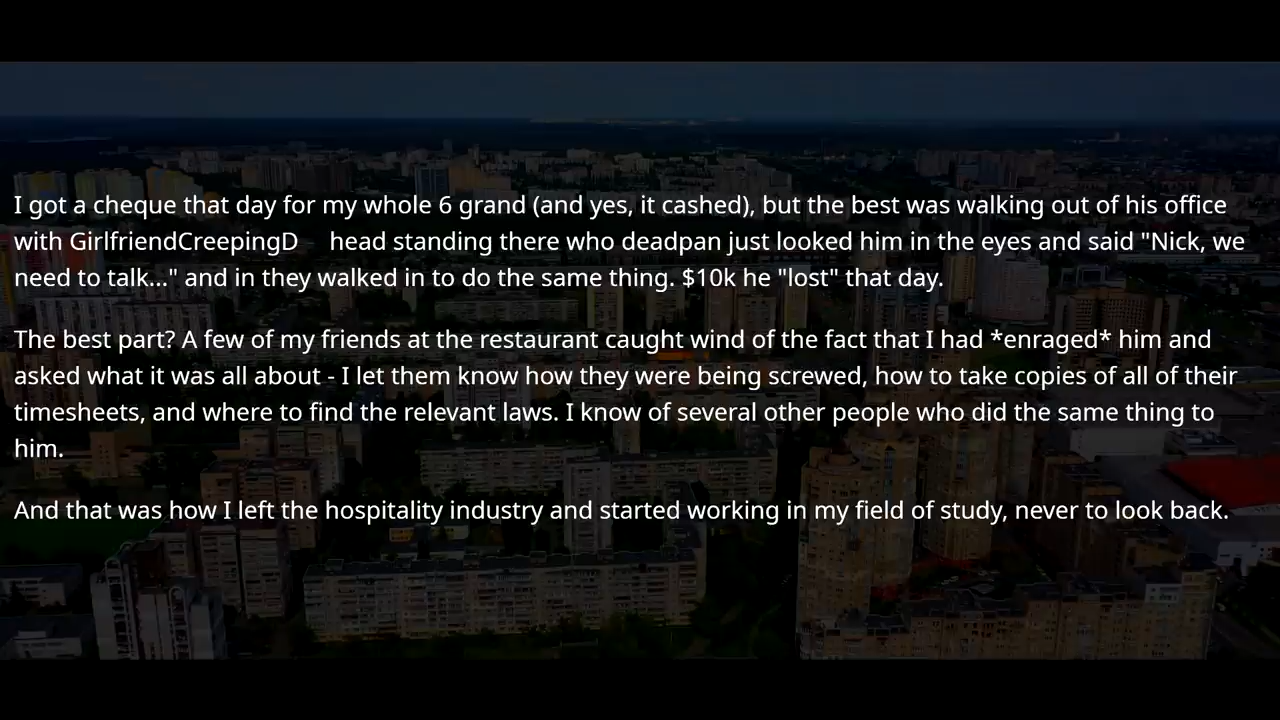 I got a cheque that day for my whole 6 grand (and yes, it cashed), but the best was walking out of his office
with GirlfriendCreepingD head standing there who deadpan just looked him in the eyes and said "Nick, we
need to talk..." and in they walked in to do the same thing. $10k he "lost" that day.
The best part? A few of my friends at the restaurant caught wind of the fact that I had *enraged* him and
asked what it was all about - I let them know how they were being screwed, how to take copies of all of their
timesheets, and where to find the relevant laws. I know of several other people who did the same thing to
him.
And that was how I left the hospitality industry and started working in my field of study, never to look back.